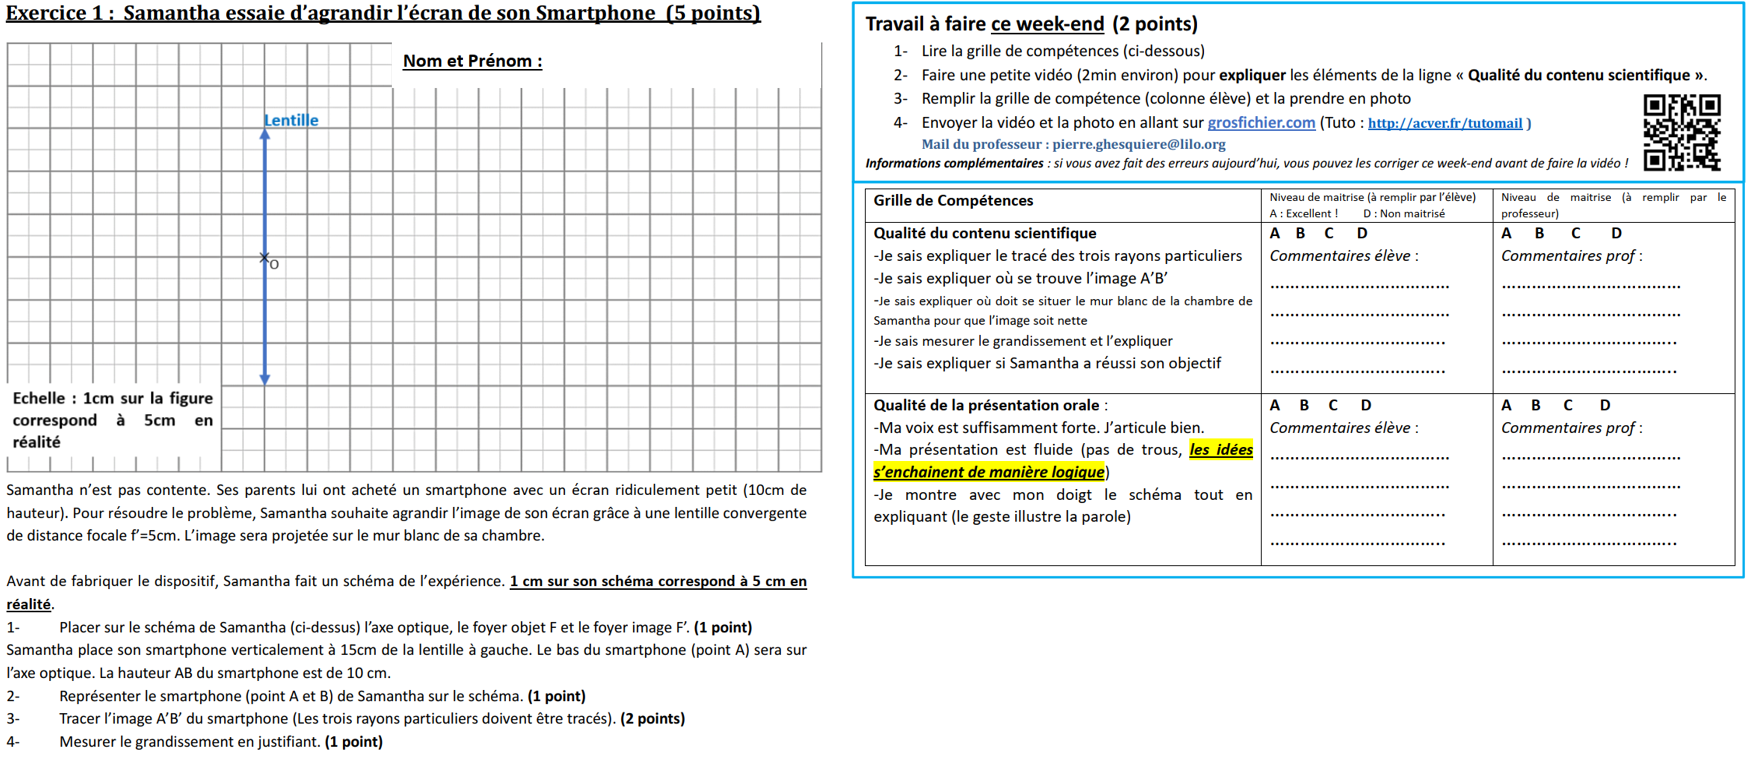 Exercice 1 : Samantha essaie d'agrandir l'écran de son Smartphone (5 points)
Nom et Prénom :
Lentille
O
Echelle : 1cm sur la figure
correspond à 5cm en
réalité
Samantha n'est pas contente. Ses parents lui ont acheté un smartphone avec un écran ridiculement petit (10cm de
hauteur). Pour résoudre le problème, Samantha souhaite agrandir l'image de son écran grâce à une lentille convergente
de distance focale f'=5cm. L'image sera projetée sur le mur blanc de sa chambre.
Avant de fabriquer le dispositif, Samantha fait un schéma de l'expérience. 1 cm sur son schéma correspond à 5 cm en
réalité.
1- Placer sur le schéma de Samantha (ci-dessus) l'axe optique, le foyer objet F et le foyer image F'. (1 point)
Samantha place son smartphone verticalement à 15cm de la lentille à gauche. Le bas du smartphone (point A) sera sur
l'axe optique. La hauteur AB du smartphone est de 10 cm.
2- Représenter le smartphone (point A et B) de Samantha sur le schéma. (1 point)
3- Tracer l'image A'B' du smartphone (Les trois rayons particuliers doivent être tracés). (2 points)
4- Mesurer le grandissement en justifiant. (1 point)
Travail à faire ce week-end (2 points)
1- Lire la grille de compétences (ci-dessous)
2- Faire une petite vidéo (2min environ) pour expliquer les éléments de la ligne « Qualité du contenu scientifique ».
3- Remplir la grille de compétence (colonne élève) et la prendre en photo
4- Envoyer la vidéo et la photo en allant sur grosfichier.com (Tuto : http://acver.fr/tutomail )
Mail du professeur : pierre.ghesquiere@lilo.org
Informations complémentaires : si vous avez fait des erreurs aujourd'hui, vous pouvez les corriger ce week-end avant de faire la vidéo !
Grille de Compétences
Niveau de maitrise (à remplir par l'élève)
A : Excellent ! D : Non maitrisé
Niveau de maitrise (à remplir par le
professeur)
Qualité du contenu scientifique
-Je sais expliquer le tracé des trois rayons particuliers
-Je sais expliquer où se trouve l'image A'B'
-Je sais expliquer où doit se situer le mur blanc de la chambre de
Samantha pour que l'image soit nette
-Je sais mesurer le grandissement et l'expliquer
-Je sais expliquer si Samantha a réussi son objectif
A B C D
Commentaires élève :
…………………………………
…………………………………
………………………………..
………………………………..
A B C D
Commentaires prof :
…………………………………
…………………………………
………………………………..
………………………………..
Qualité de la présentation orale :
-Ma voix est suffisamment forte. J'articule bien.
-Ma présentation est fluide (pas de trous, les idées
s'enchainent de manière logique)
-Je montre avec mon doigt le schéma tout en
expliquant (le geste illustre la parole)
A B C D
Commentaires élève :
…………………………………
…………………………………
………………………………..
………………………………..
A B C D
Commentaires prof :
…………………………………
…………………………………
………………………………..
………………………………..